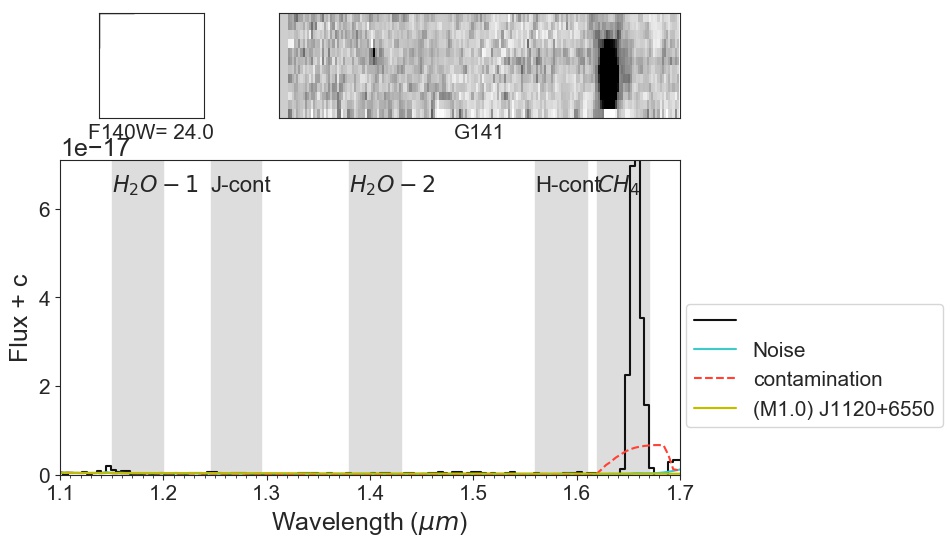 F140W= 24.0
G141
1e−17
H₂O − 1 J-cont H₂O − 2 H-cont CH₄
6
4
2
0
Flux + c
1.1 1.2 1.3 1.4 1.5 1.6 1.7
Wavelength (μm)
Noise
contamination
(M1.0) J1120+6550